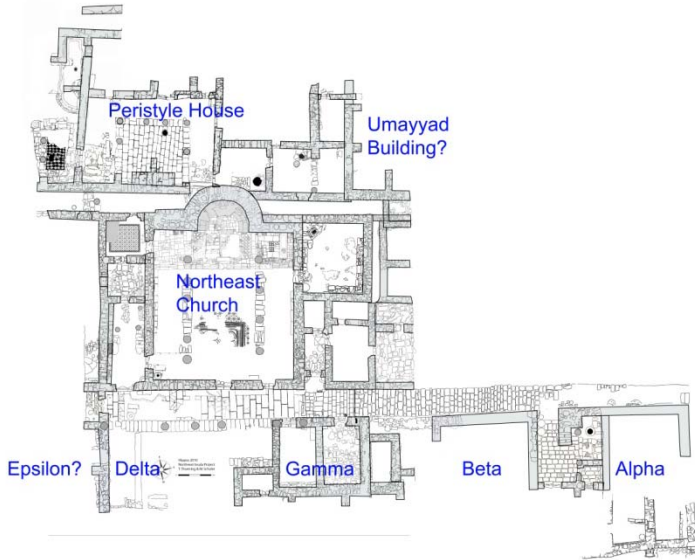 Peristyle House
Umayyad
Building?
Northeast
Church
Epsilon?
Delta
Gamma
Beta
Alpha